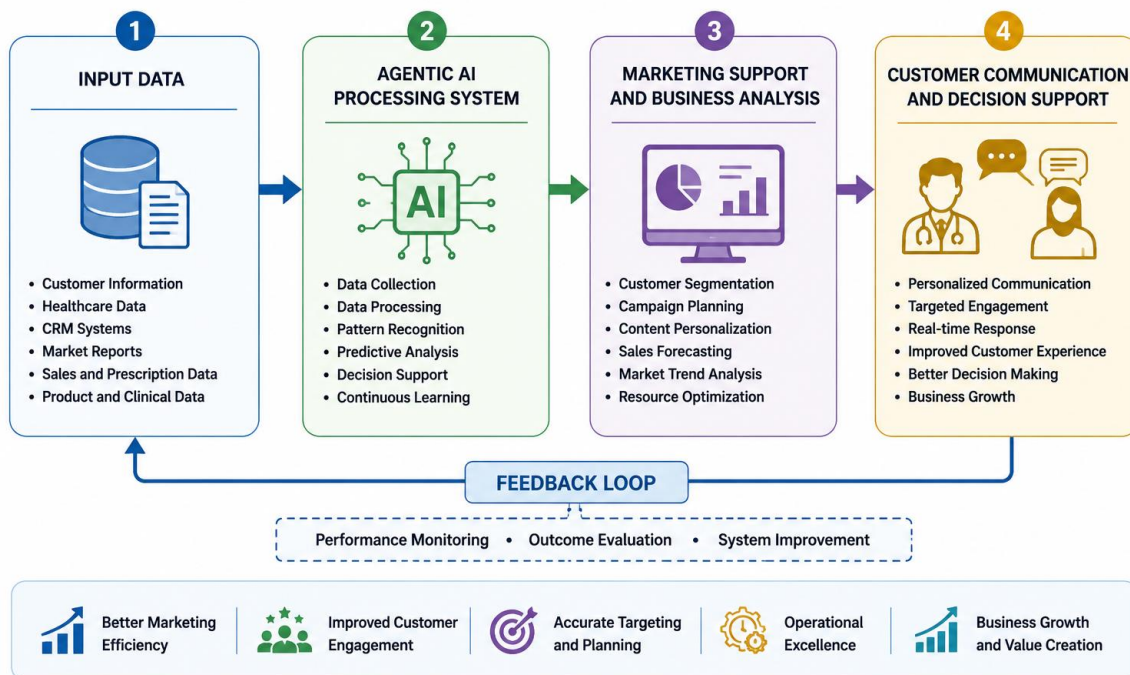 1
INPUT DATA
• Customer Information
• Healthcare Data
• CRM Systems
• Market Reports
• Sales and Prescription Data
• Product and Clinical Data
2
AGENTIC AI
PROCESSING SYSTEM
AI
• Data Collection
• Data Processing
• Pattern Recognition
• Predictive Analysis
• Decision Support
• Continuous Learning
3
MARKETING SUPPORT
AND BUSINESS ANALYSIS
• Customer Segmentation
• Campaign Planning
• Content Personalization
• Sales Forecasting
• Market Trend Analysis
• Resource Optimization
4
CUSTOMER COMMUNICATION
AND DECISION SUPPORT
• Personalized Communication
• Targeted Engagement
• Real-time Response
• Improved Customer Experience
• Better Decision Making
• Business Growth
FEEDBACK LOOP
Performance Monitoring • Outcome Evaluation • System Improvement
Better Marketing
Efficiency
Improved Customer
Engagement
Accurate Targeting
and Planning
Operational
Excellence
Business Growth
and Value Creation